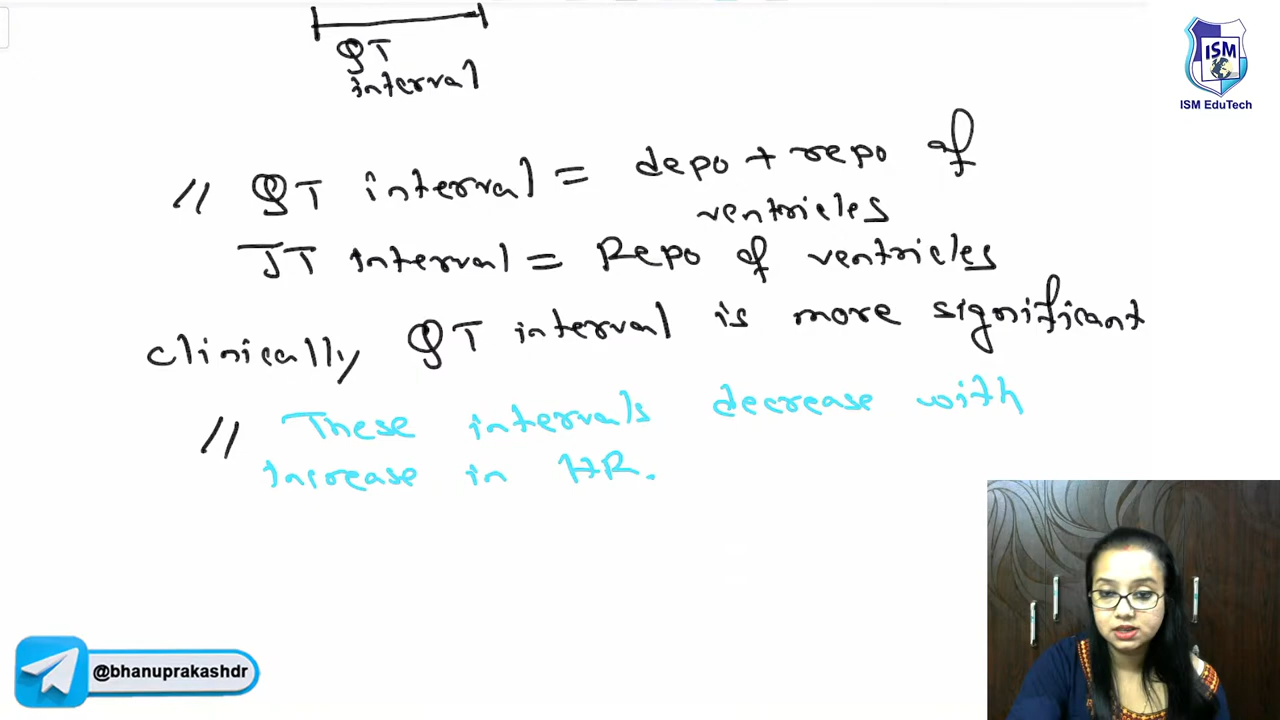 QT
interval
ISM
ISM EduTech
// QT interval = depo + repo of
ventricles
JT interval = Repo of ventricles
clinically QT interval is more significant
// These intervals decrease with
increase in HR.
@bhanuprakashdr